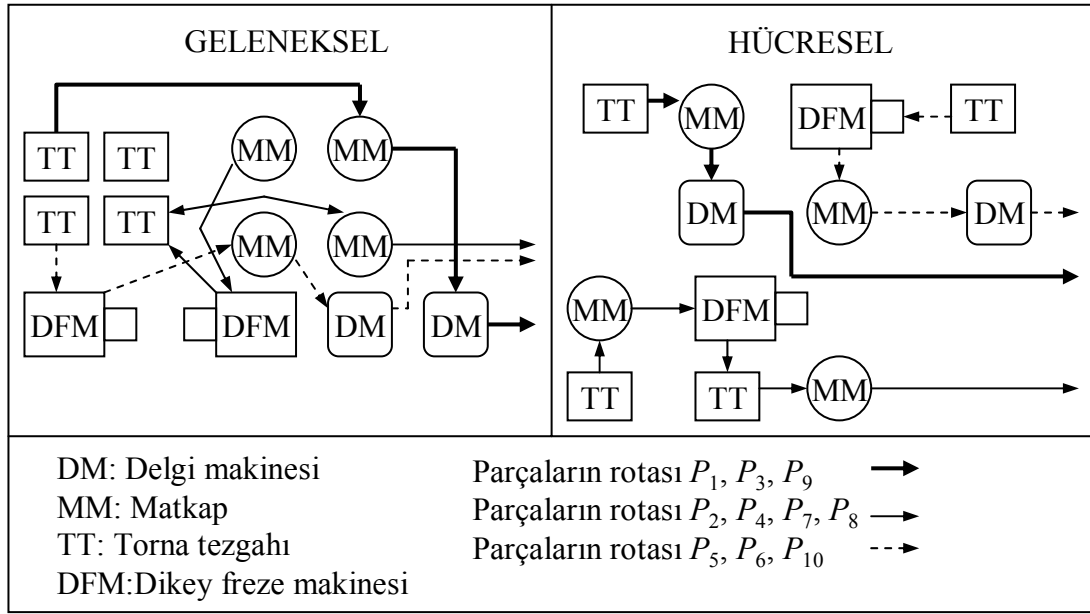 GELENEKSEL
TT TT MM MM
TT TT MM MM
DFM DFM DM DM
HÜCRESEL
TT MM DFM TT
DM MM DM
MM DFM
TT TT MM
DM: Delgi makinesi
MM: Matkap
TT: Torna tezgahı
DFM:Dikey freze makinesi
Parçaların rotası P1, P3, P9
Parçaların rotası P2, P4, P7, P8
Parçaların rotası P5, P6, P10